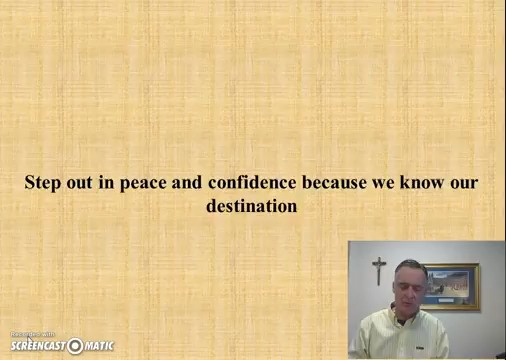 Step out in peace and confidence because we know our
destination
Recorded with
SCREENCAST MATIC